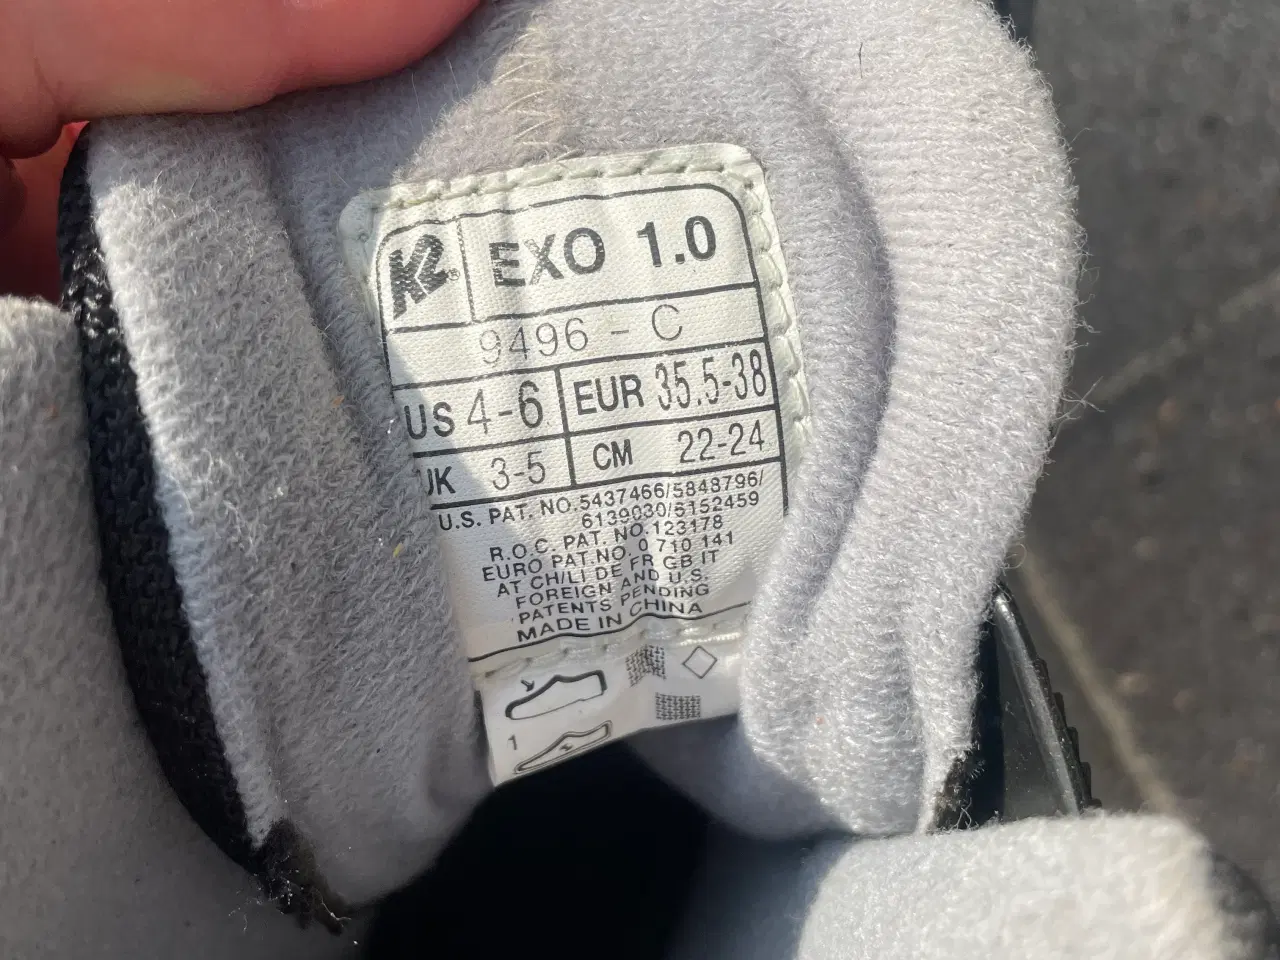 K2® EXO 1.0
9496 - C
US 4-6 EUR 35.5-38
UK 3-5 CM 22-24
U.S. PAT. NO.5437466/5848796/
6139030/6152459
R.O.C. PAT. NO.123178
EURO PAT.NO. 0 710 141
AT CH/LI DE FR GB IT
FOREIGN AND U.S.
PATENTS PENDING
MADE IN CHINA
1